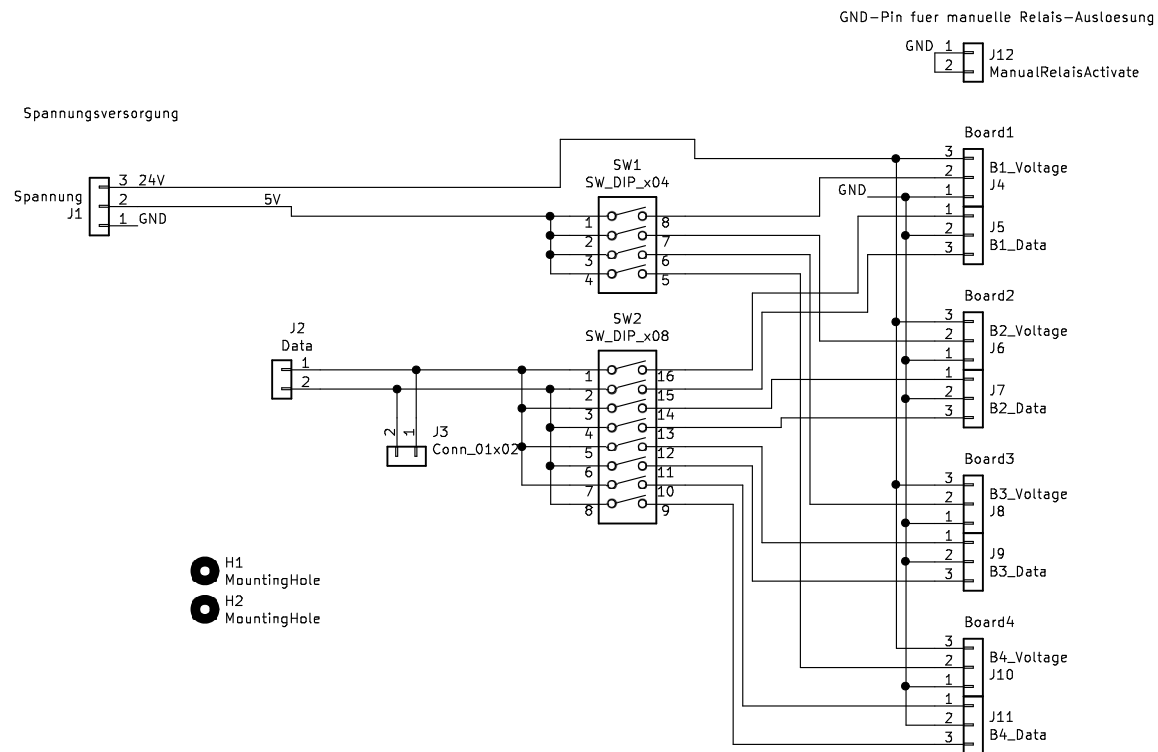 GND-Pin fuer manuelle Relais-Ausloesung
GND 1
2
J12
ManualRelaisActivate
Spannungsversorgung
Spannung
J1
3 24V
2
5V
1 GND
SW1
SW_DIP_x04
1
2
3
4
8
7
6
5
Board1
3
2
1
GND
B1_Voltage
J4
1
2
3
J5
B1_Data
J2
Data
1
2
2
1
J3
Conn_01x02
SW2
SW_DIP_x08
1
2
3
4
5
6
7
8
16
15
14
13
12
11
10
9
Board2
3
2
1
B2_Voltage
J6
1
2
3
J7
B2_Data
Board3
3
2
1
B3_Voltage
J8
1
2
3
J9
B3_Data
H1
MountingHole
H2
MountingHole
Board4
3
2
1
B4_Voltage
J10
1
2
3
J11
B4_Data